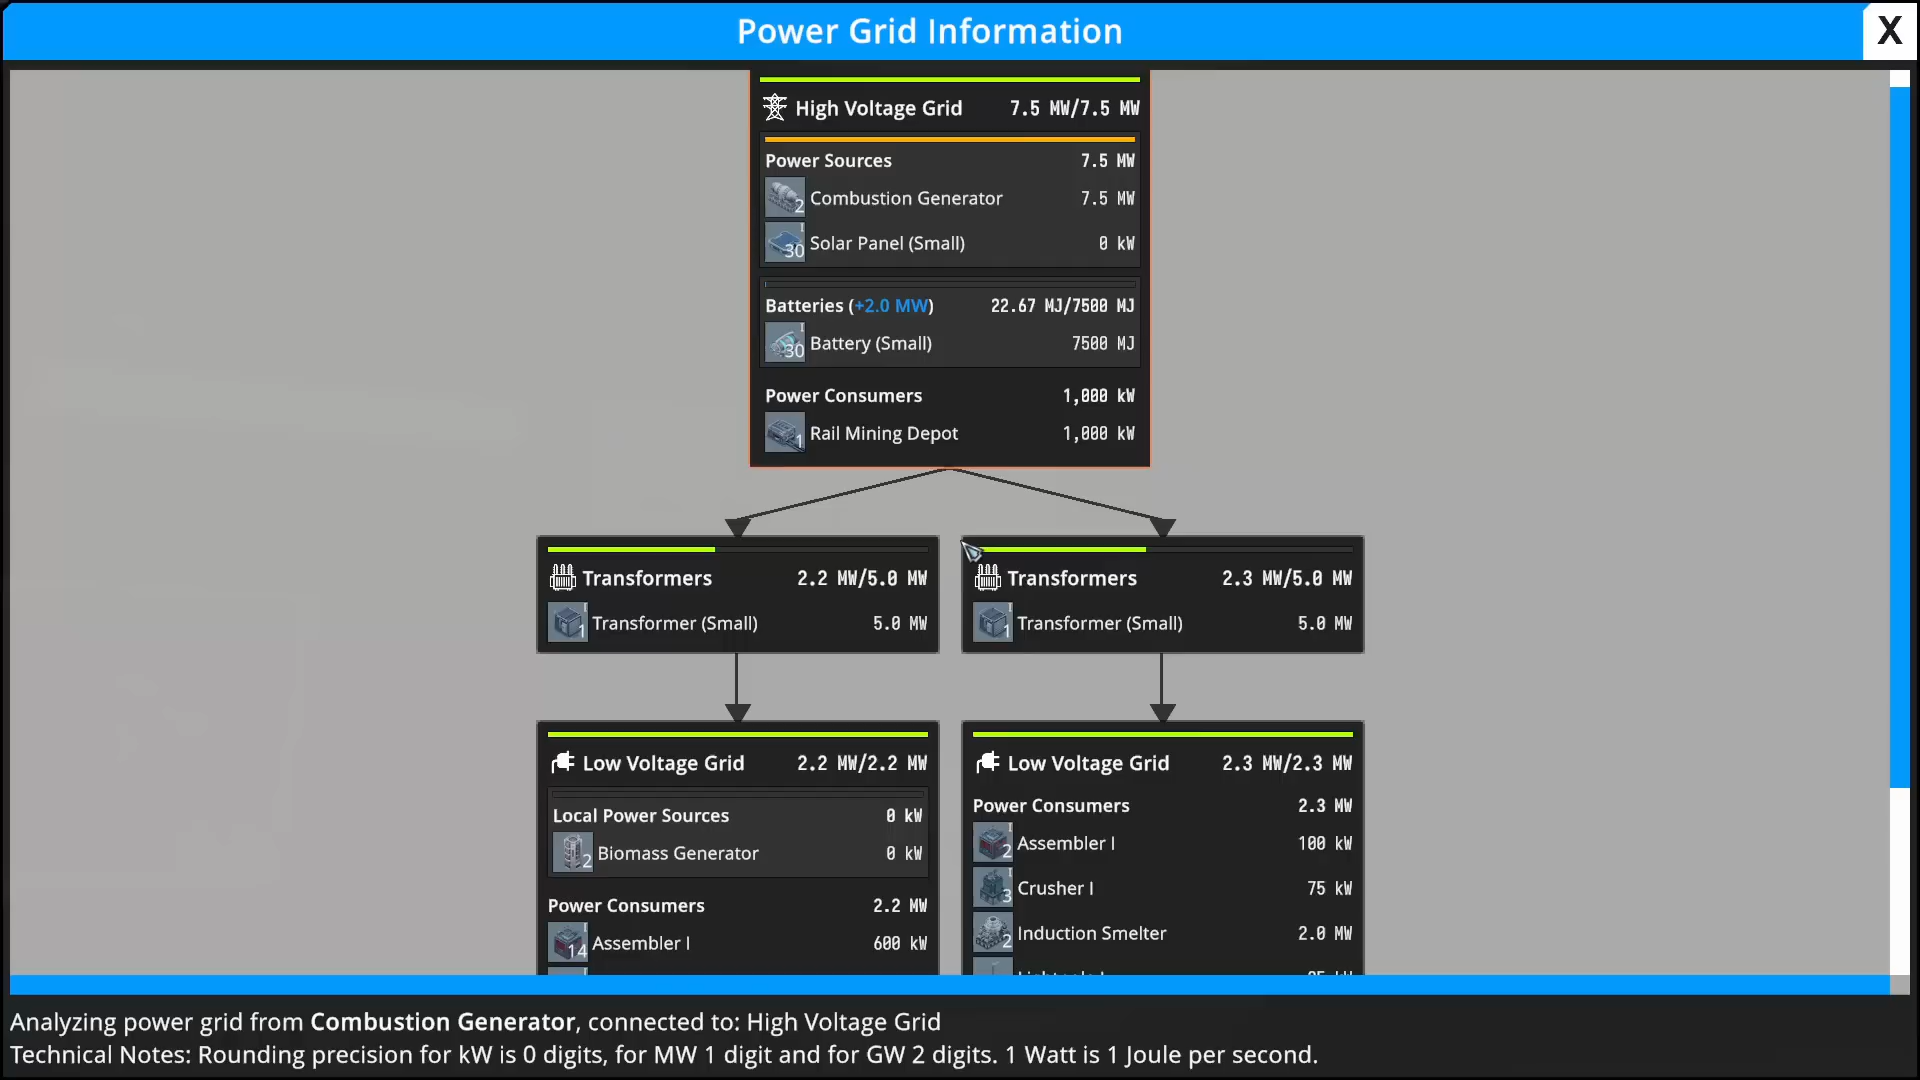 Power Grid Information
X
High Voltage Grid 7.5 MW/7.5 MW
Power Sources 7.5 MW
2 Combustion Generator 7.5 MW
I 30 Solar Panel (Small) 0 kW
Batteries (+2.0 MW) 22.67 MJ/7500 MJ
I 30 Battery (Small) 7500 MJ
Power Consumers 1,000 kW
1 Rail Mining Depot 1,000 kW
Transformers 2.2 MW/5.0 MW
I 1 Transformer (Small) 5.0 MW
Transformers 2.3 MW/5.0 MW
I 1 Transformer (Small) 5.0 MW
Low Voltage Grid 2.2 MW/2.2 MW
Local Power Sources 0 kW
2 Biomass Generator 0 kW
Power Consumers 2.2 MW
I 14 Assembler I 600 kW
Low Voltage Grid 2.3 MW/2.3 MW
Power Consumers 2.3 MW
I 2 Assembler I 100 kW
I 3 Crusher I 75 kW
2 Induction Smelter 2.0 MW
Analyzing power grid from Combustion Generator, connected to: High Voltage Grid
Technical Notes: Rounding precision for kW is 0 digits, for MW 1 digit and for GW 2 digits. 1 Watt is 1 Joule per second.